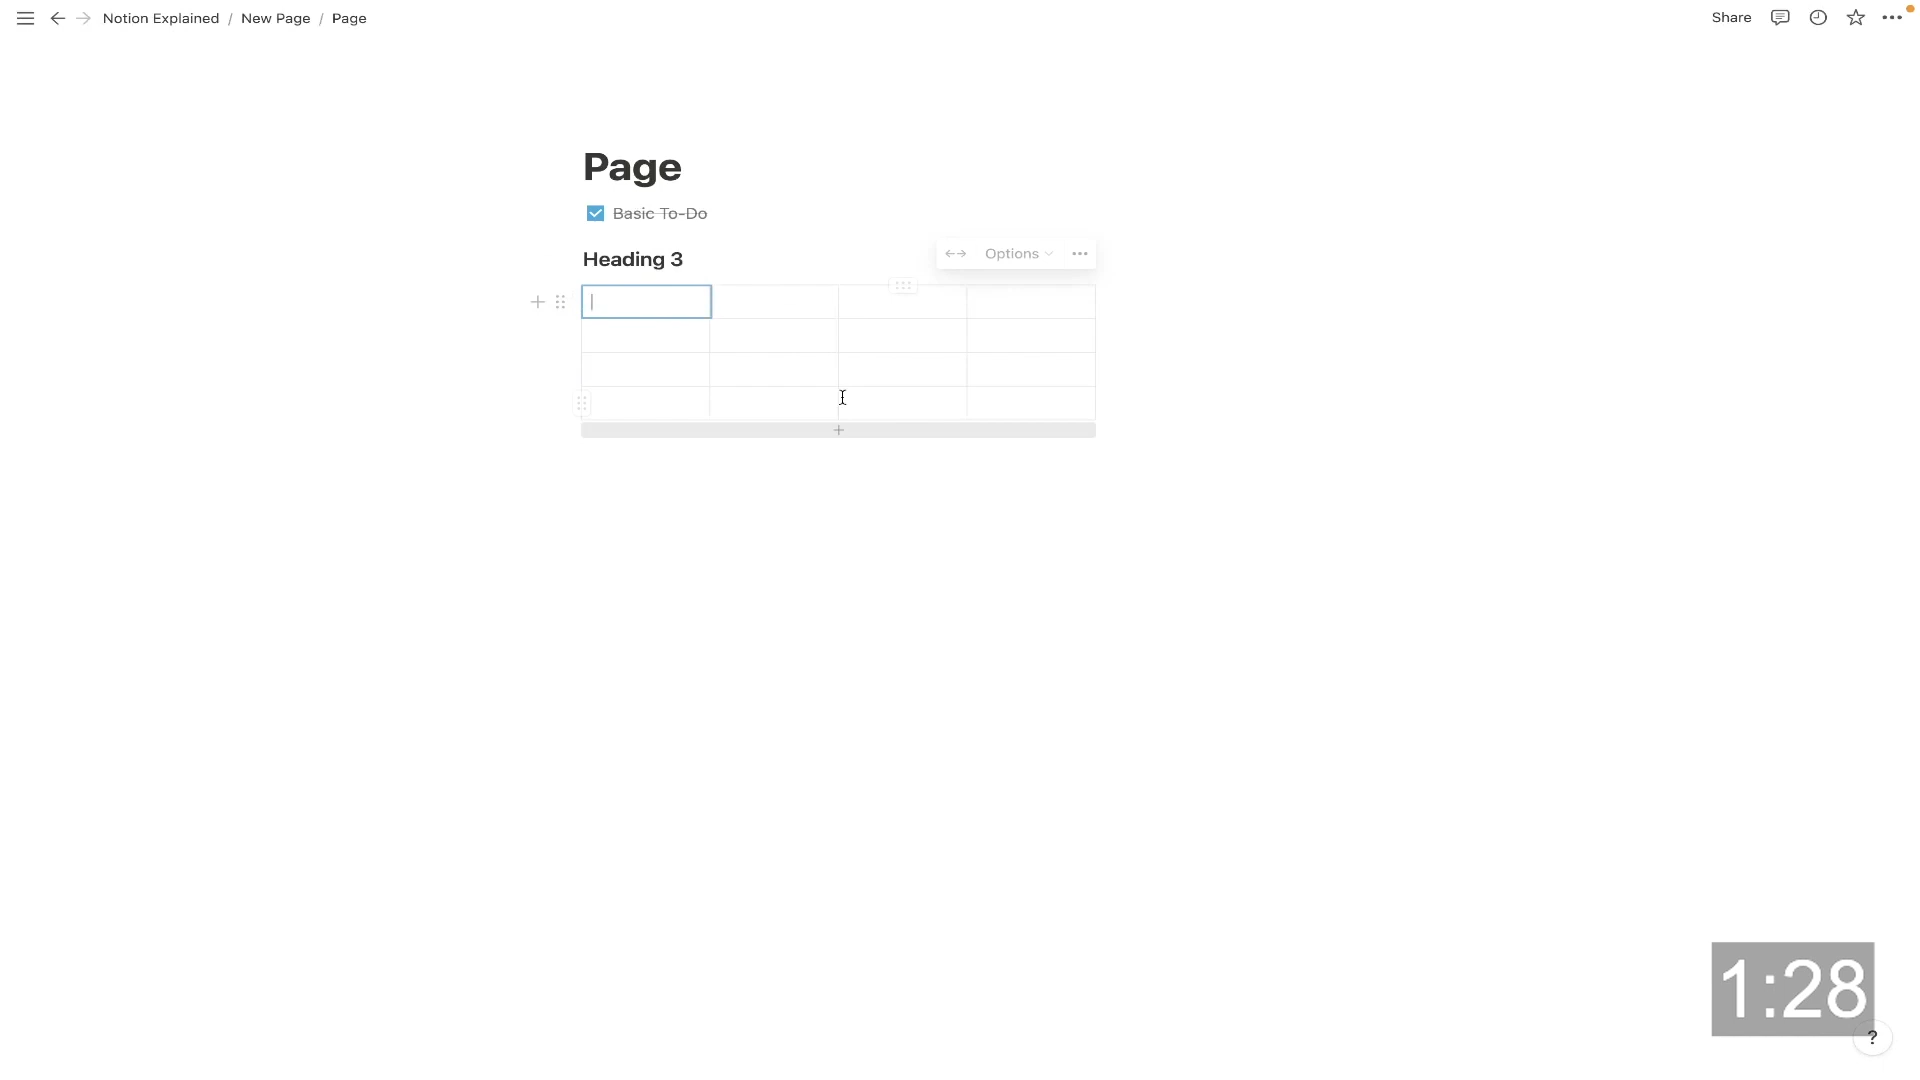 Notion Explained / New Page / Page
Share
Page
Basic To-Do
Heading 3
Options
1:28
?